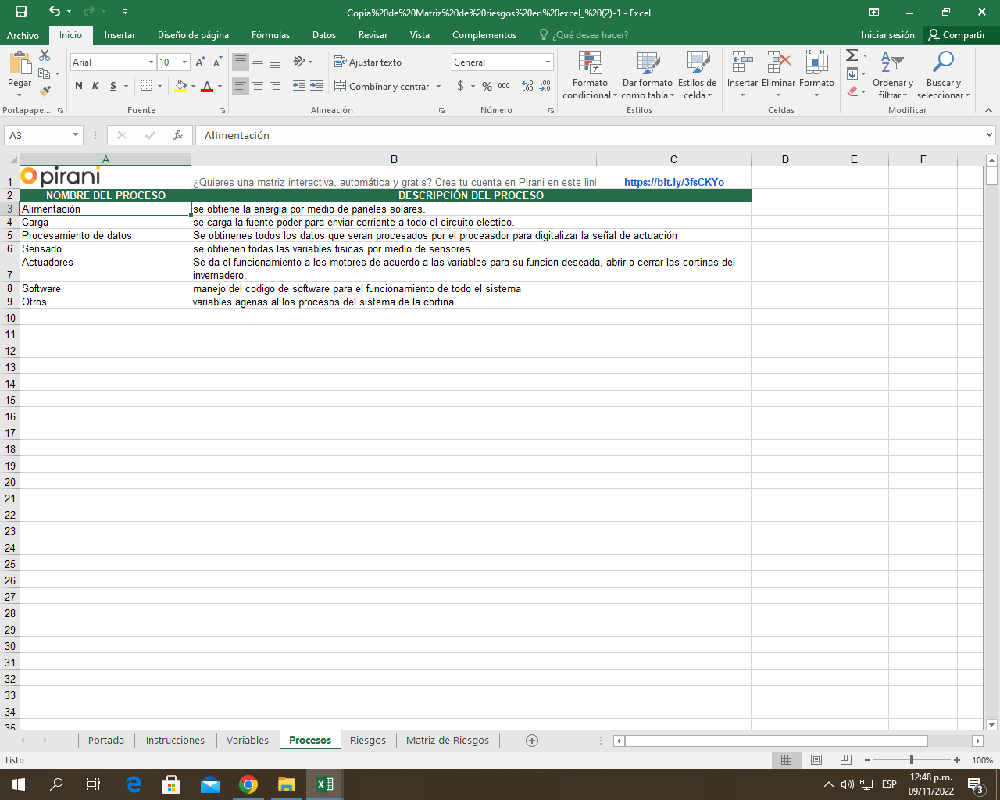 Copia%20de%20Matriz%20de%20riesgos%20en%20excel_%20(2)-1 - Excel
Archivo Inicio Insertar Diseño de página Fórmulas Datos Revisar Vista Complementos ¿Qué desea hacer? Iniciar sesión Compartir
Pegar
Portapape...
Arial 10 A A
N K S A
Fuente
Ajustar texto
Combinar y centrar
Alineación
General
$ % 000
Número
Formato condicional
Dar formato como tabla
Estilos de celda
Estilos
Insertar Eliminar Formato
Celdas
Ordenar y filtrar
Buscar y seleccionar
Modificar
A3 fx Alimentación
A B C D E F
1 pirani ¿Quieres una matriz interactiva, automática y gratis? Crea tu cuenta en Pirani en este linl https://bit.ly/3fsCKYo
2 NOMBRE DEL PROCESO DESCRIPCIÓN DEL PROCESO
3 Alimentación se obtiene la energia por medio de paneles solares.
4 Carga se carga la fuente poder para enviar corriente a todo el circuito electico.
5 Procesamiento de datos Se obtinenes todos los datos que seran procesados por el proceasdor para digitalizar la señal de actuación
6 Sensado se obtienen todas las variables fisicas por medio de sensores
7 Actuadores Se da el funcionamiento a los motores de acuerdo a las variables para su funcion deseada, abrir o cerrar las cortinas del
invernadero.
8 Software manejo del codigo de software para el funcionamiento de todo el sistema
9 Otros variables agenas al los procesos del sistema de la cortina
10
11
12
13
14
15
16
17
18
19
20
21
22
23
24
25
26
27
28
29
30
31
32
33
34
35
Portada Instrucciones Variables Procesos Riesgos Matriz de Riesgos
Listo 100%
ESP 12:48 p.m.
09/11/2022 3